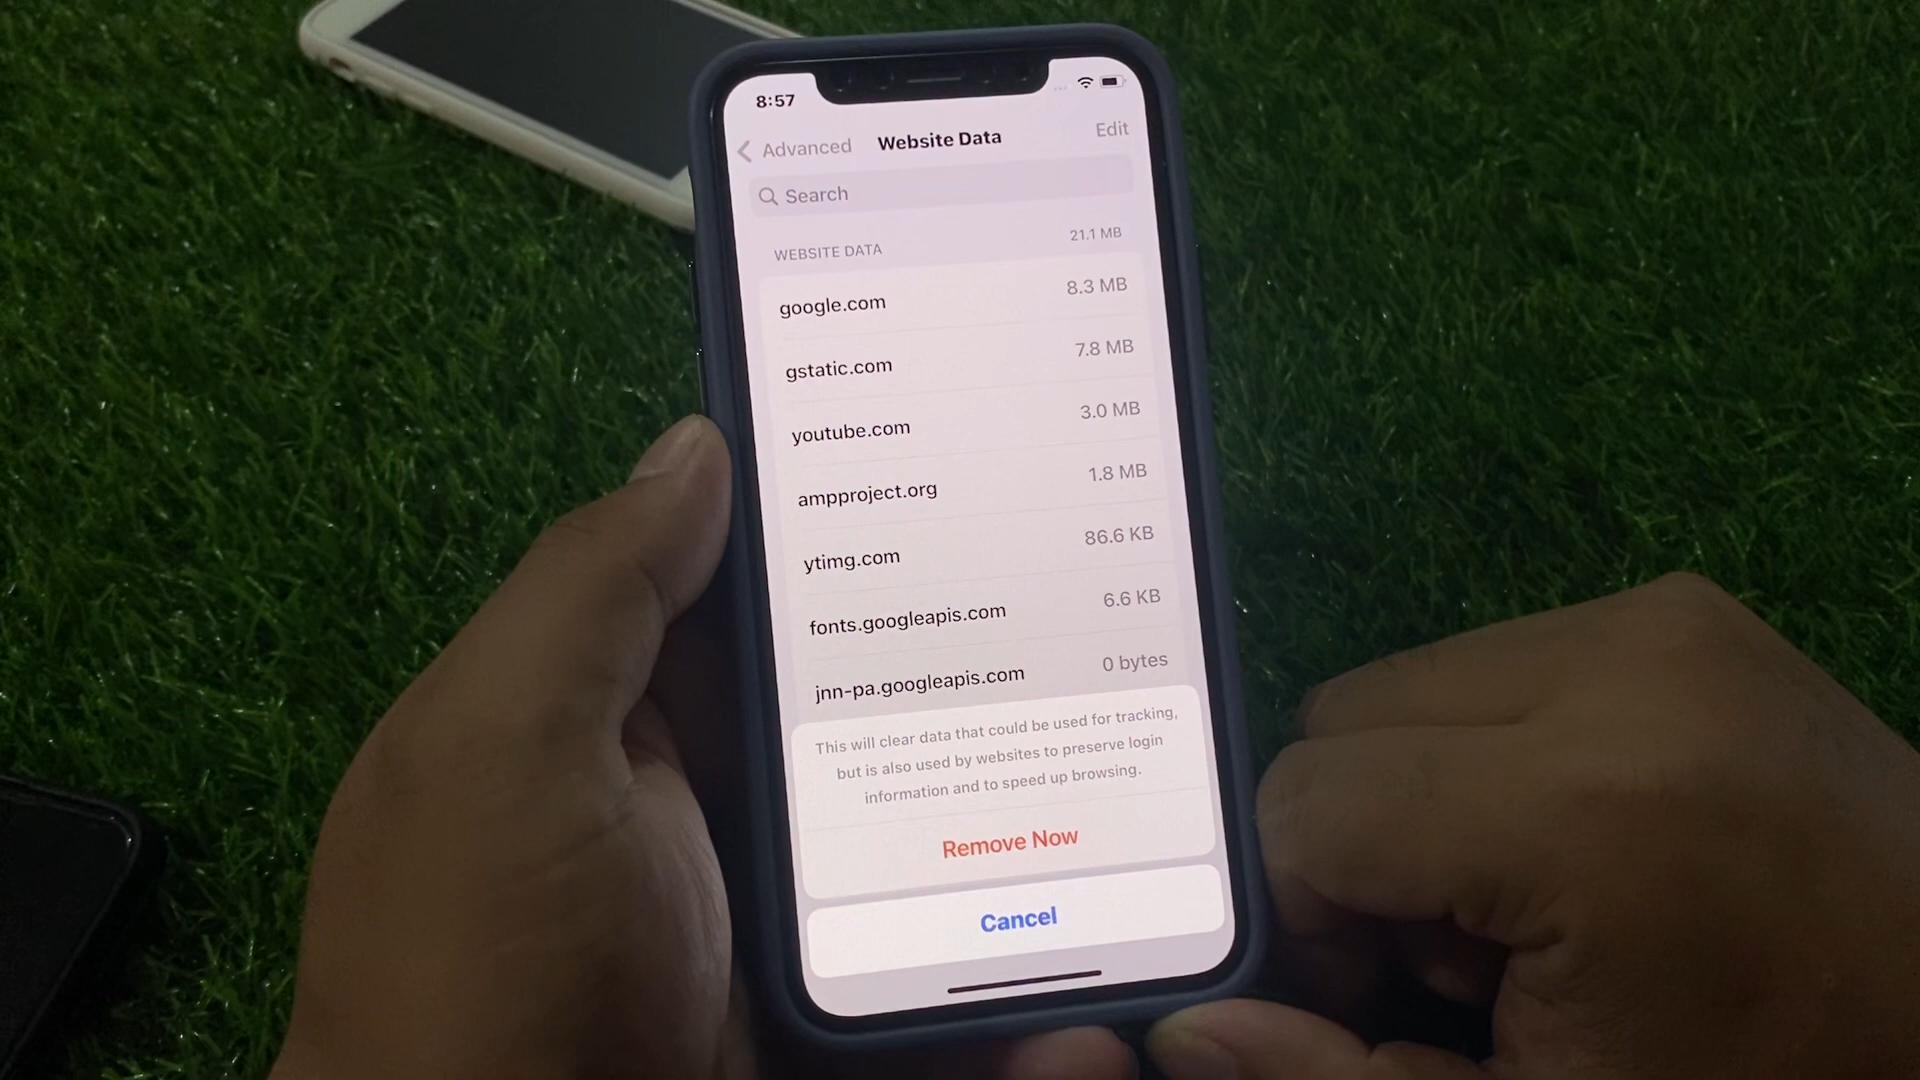 8:57
Advanced
Website Data
Edit
Search
WEBSITE DATA
21.1 MB
google.com
8.3 MB
gstatic.com
7.8 MB
youtube.com
3.0 MB
ampproject.org
1.8 MB
ytimg.com
86.6 KB
fonts.googleapis.com
6.6 KB
jnn-pa.googleapis.com
0 bytes
This will clear data that could be used for tracking,
but is also used by websites to preserve login
information and to speed up browsing.
Remove Now
Cancel